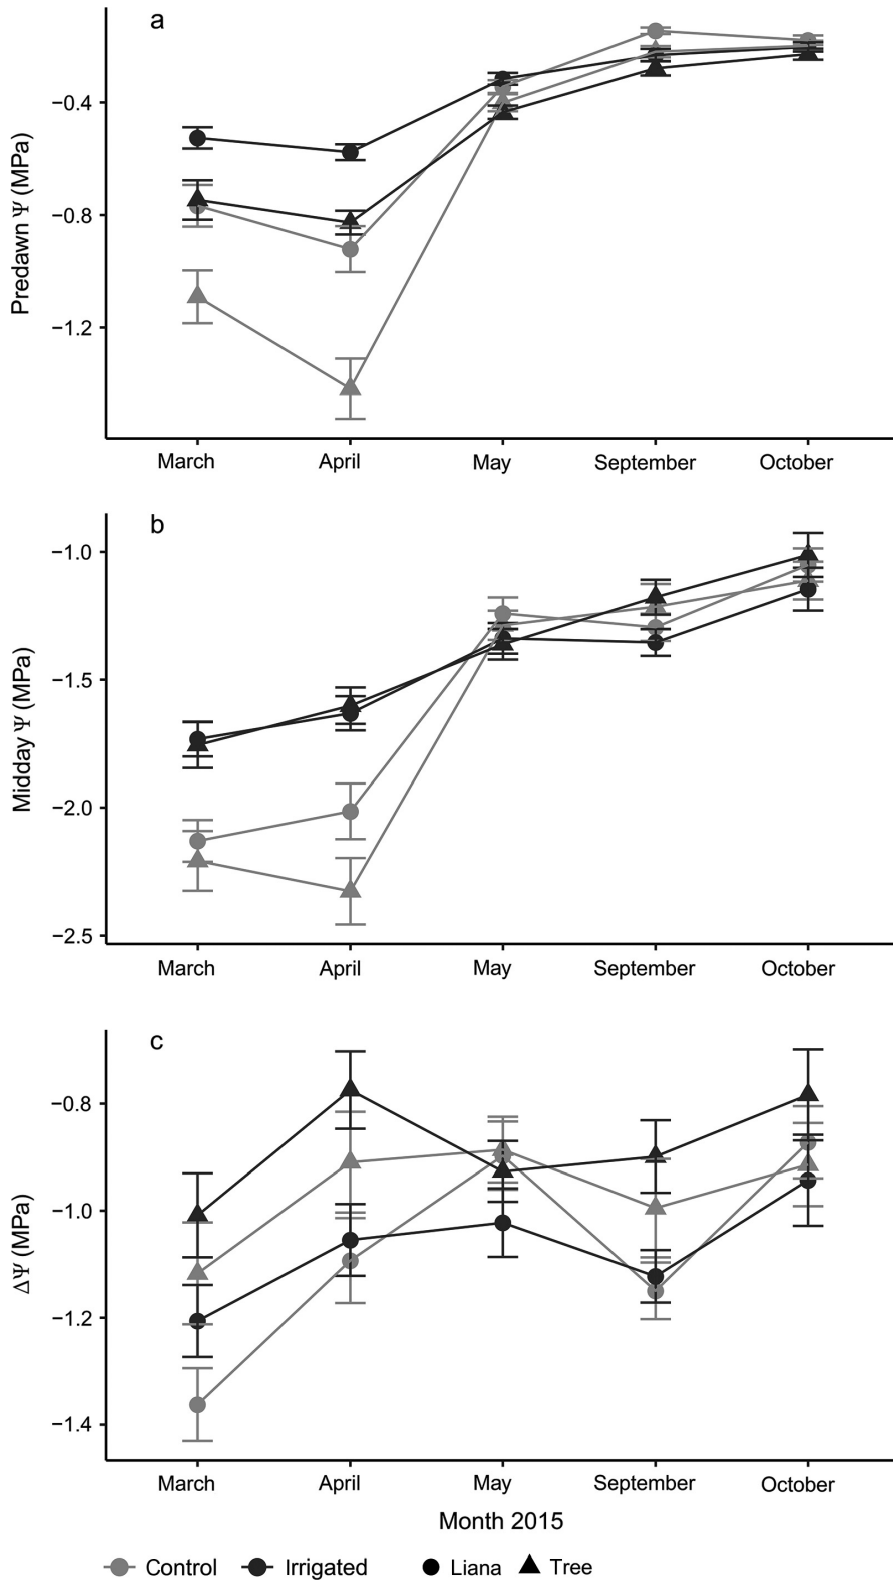 a
Predawn Ψ (MPa)
−0.4
−0.8
−1.2
March April May September October
b
Midday Ψ (MPa)
−1.0
−1.5
−2.0
−2.5
March April May September October
c
ΔΨ (MPa)
−0.8
−1.0
−1.2
−1.4
March April May September October
Month 2015
Control Irrigated Liana Tree